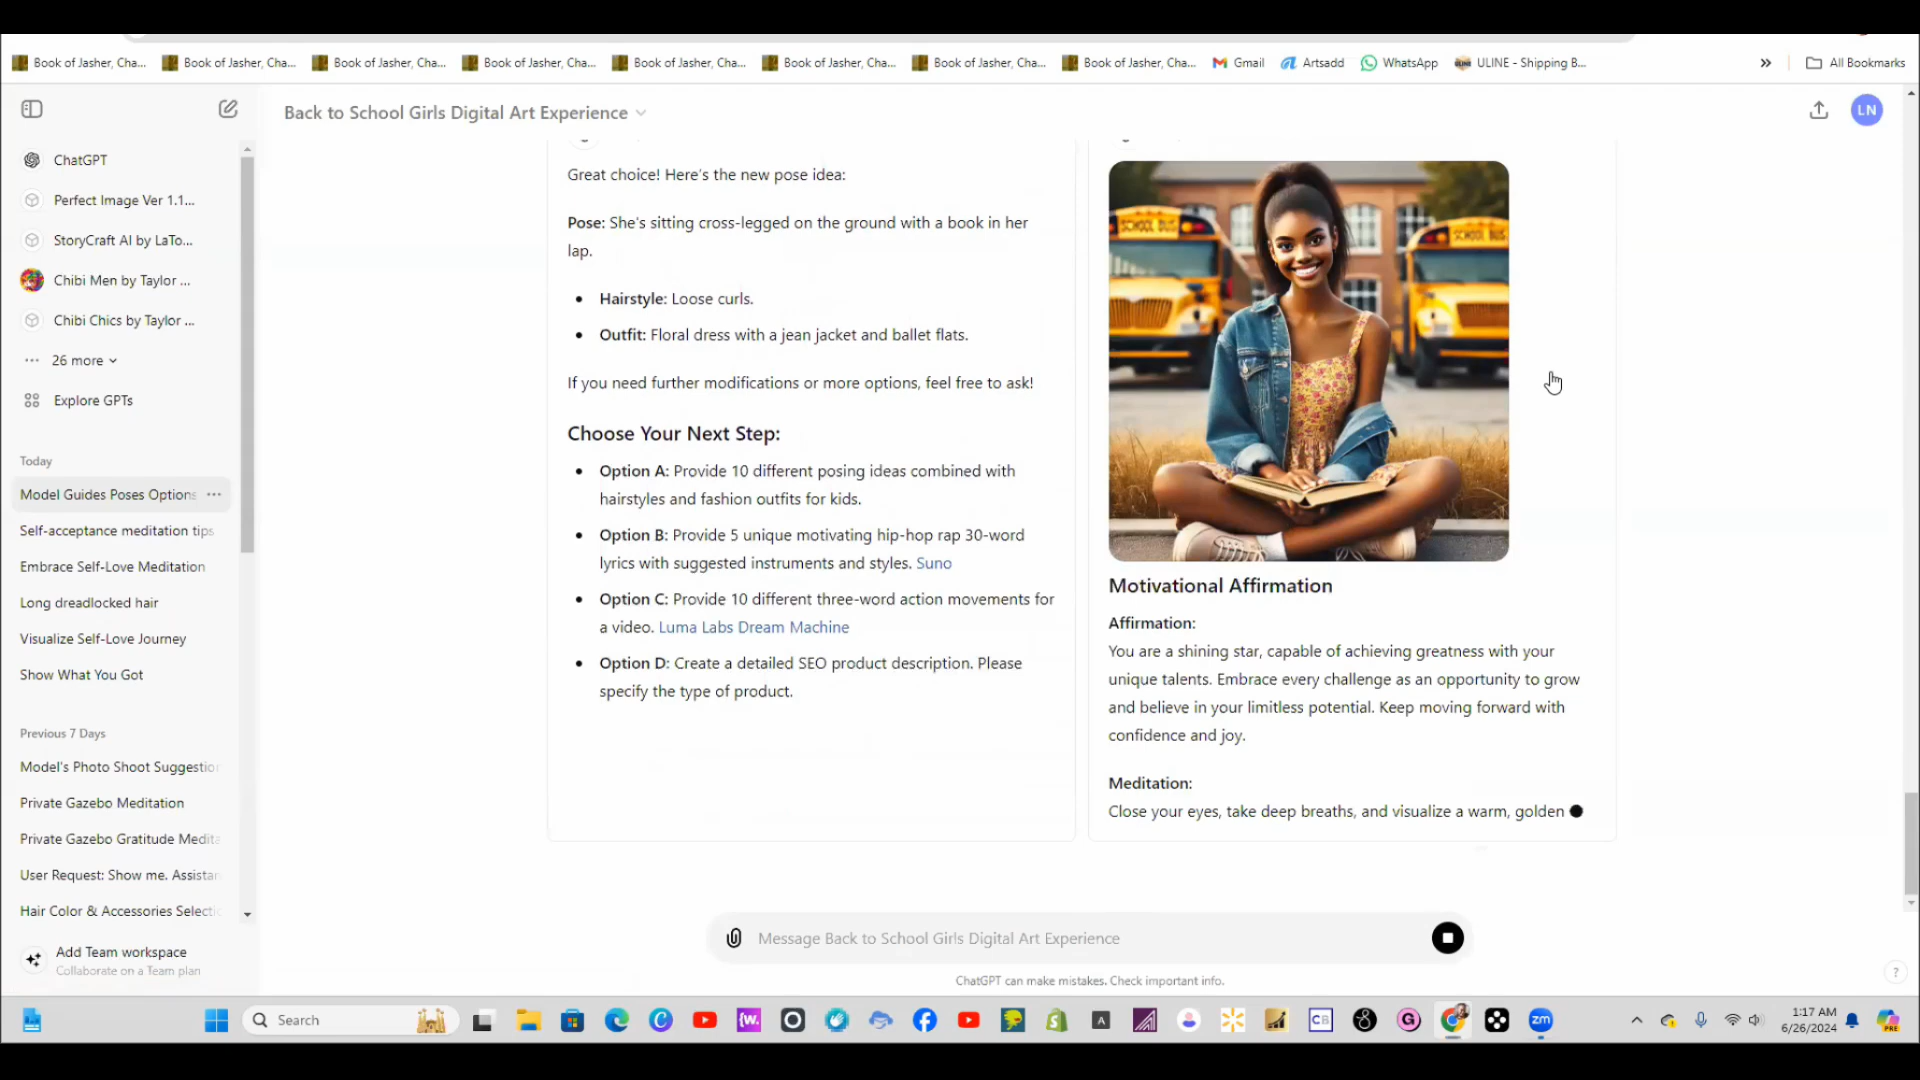 Book of Jasher, Cha...
Book of Jasher, Cha...
Book of Jasher, Cha...
Book of Jasher, Cha...
Book of Jasher, Cha...
Book of Jasher, Cha...
Book of Jasher, Cha...
Book of Jasher, Cha...
Gmail
Artsadd
WhatsApp
ULINE - Shipping B...
All Bookmarks
Back to School Girls Digital Art Experience
LN
ChatGPT
Perfect Image Ver 1.1...
StoryCraft AI by LaTo...
Chibi Men by Taylor ...
Chibi Chics by Taylor ...
26 more
Explore GPTs
Today
Model Guides Poses Options
Self-acceptance meditation tips
Embrace Self-Love Meditation
Long dreadlocked hair
Visualize Self-Love Journey
Show What You Got
Previous 7 Days
Model's Photo Shoot Suggestion
Private Gazebo Meditation
Private Gazebo Gratitude Medita
User Request: Show me. Assistan
Hair Color & Accessories Selectio
Add Team workspace
Collaborate on a Team plan
Great choice! Here's the new pose idea:
Pose: She's sitting cross-legged on the ground with a book in her
lap.
Hairstyle: Loose curls.
Outfit: Floral dress with a jean jacket and ballet flats.
If you need further modifications or more options, feel free to ask!
Choose Your Next Step:
Option A: Provide 10 different posing ideas combined with
hairstyles and fashion outfits for kids.
Option B: Provide 5 unique motivating hip-hop rap 30-word
lyrics with suggested instruments and styles. Suno
Option C: Provide 10 different three-word action movements for
a video. Luma Labs Dream Machine
Option D: Create a detailed SEO product description. Please
specify the type of product.
SCHOOL BUS
SCHOOL BUS
Motivational Affirmation
Affirmation:
You are a shining star, capable of achieving greatness with your
unique talents. Embrace every challenge as an opportunity to grow
and believe in your limitless potential. Keep moving forward with
confidence and joy.
Meditation:
Close your eyes, take deep breaths, and visualize a warm, golden
Message Back to School Girls Digital Art Experience
ChatGPT can make mistakes. Check important info.
?
Search
[w.
A
CB
G
zm
1:17 AM
6/26/2024
PRE